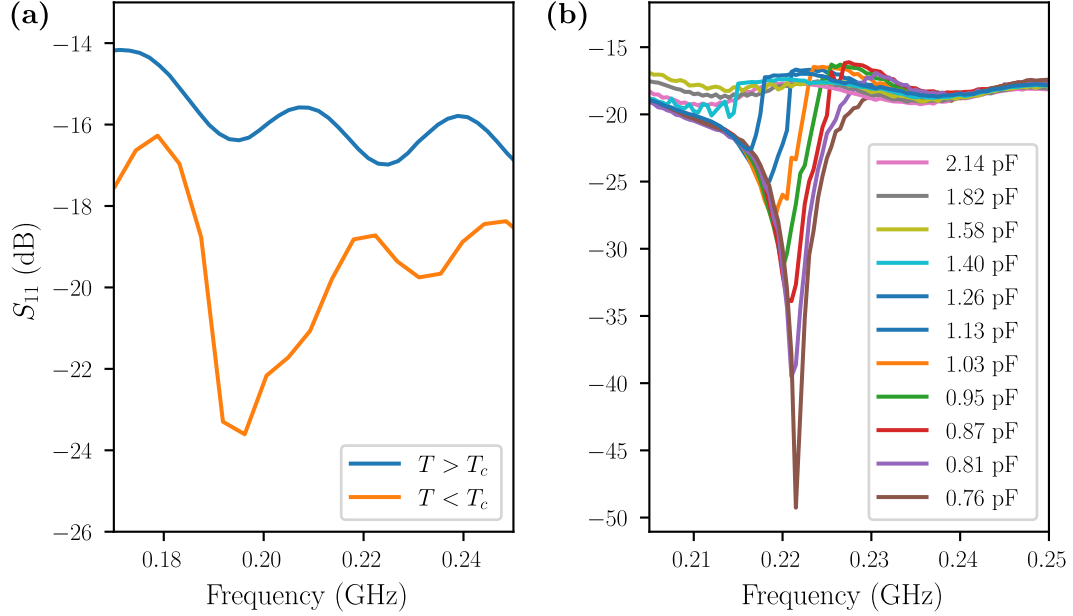 (a)
−14
−16
−18
−20
−22
−24
−26
S₁₁ (dB)
0.18
0.20
0.22
0.24
Frequency (GHz)
T > T_c
T < T_c
(b)
−15
−20
−25
−30
−35
−40
−45
−50
0.21
0.22
0.23
0.24
0.25
Frequency (GHz)
2.14 pF
1.82 pF
1.58 pF
1.40 pF
1.26 pF
1.13 pF
1.03 pF
0.95 pF
0.87 pF
0.81 pF
0.76 pF